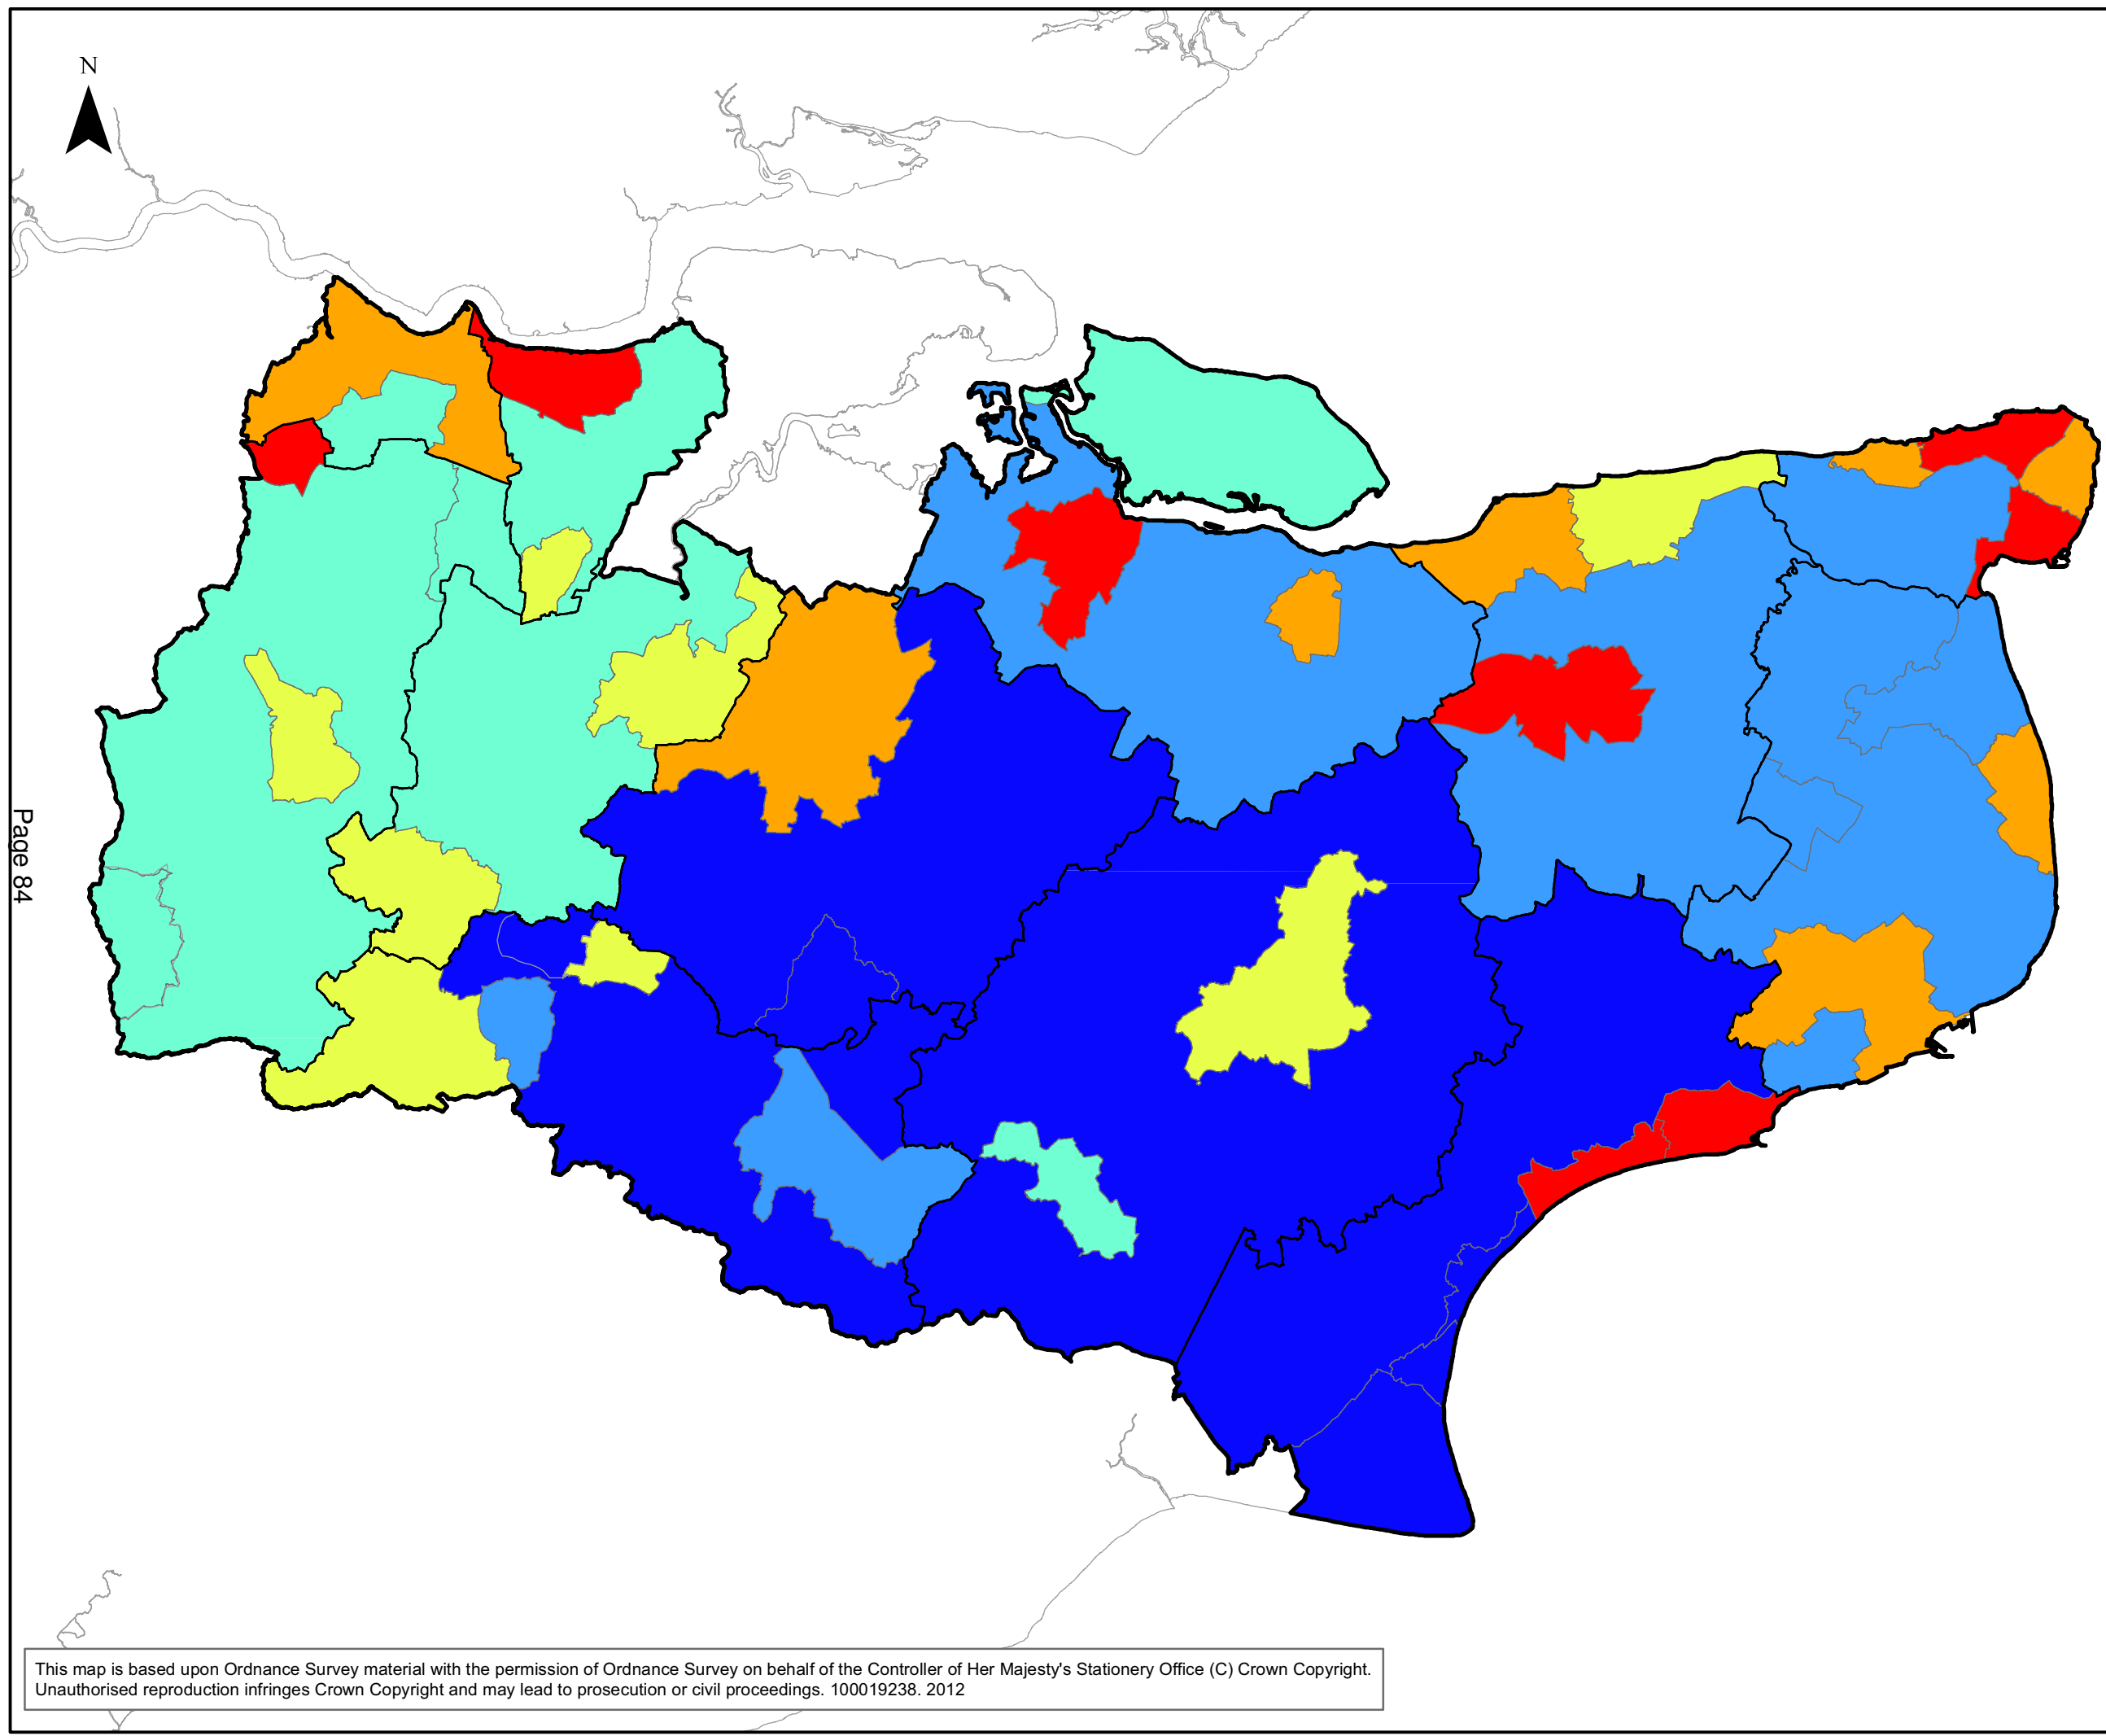 N
Page 84
This map is based upon Ordnance Survey material with the permission of Ordnance Survey on behalf of the Controller of Her Majesty's Stationery Office (C) Crown Copyright.
Unauthorised reproduction infringes Crown Copyright and may lead to prosecution or civil proceedings. 100019238. 2012